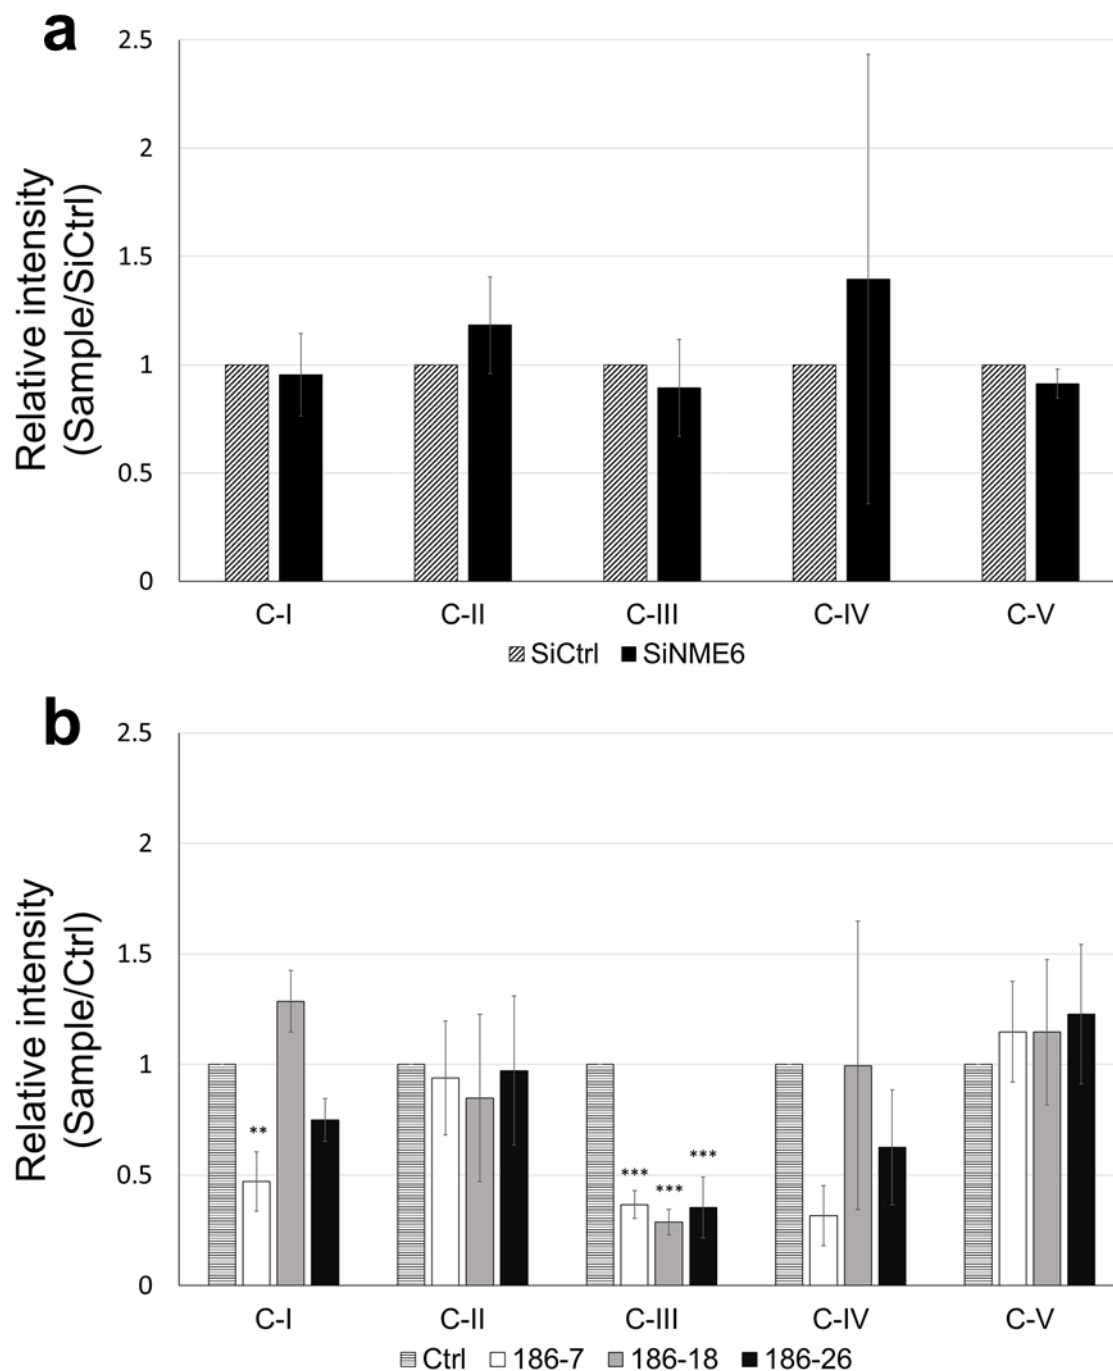 a
Relative intensity
(Sample/SiCtrl)
2.5
2
1.5
1
0.5
0
C-I C-II C-III C-IV C-V
SiCtrl SiNME6
b
Relative intensity
(Sample/Ctrl)
2.5
2
1.5
1
0.5
0
**
***
***
***
C-I C-II C-III C-IV C-V
Ctrl 186-7 186-18 186-26